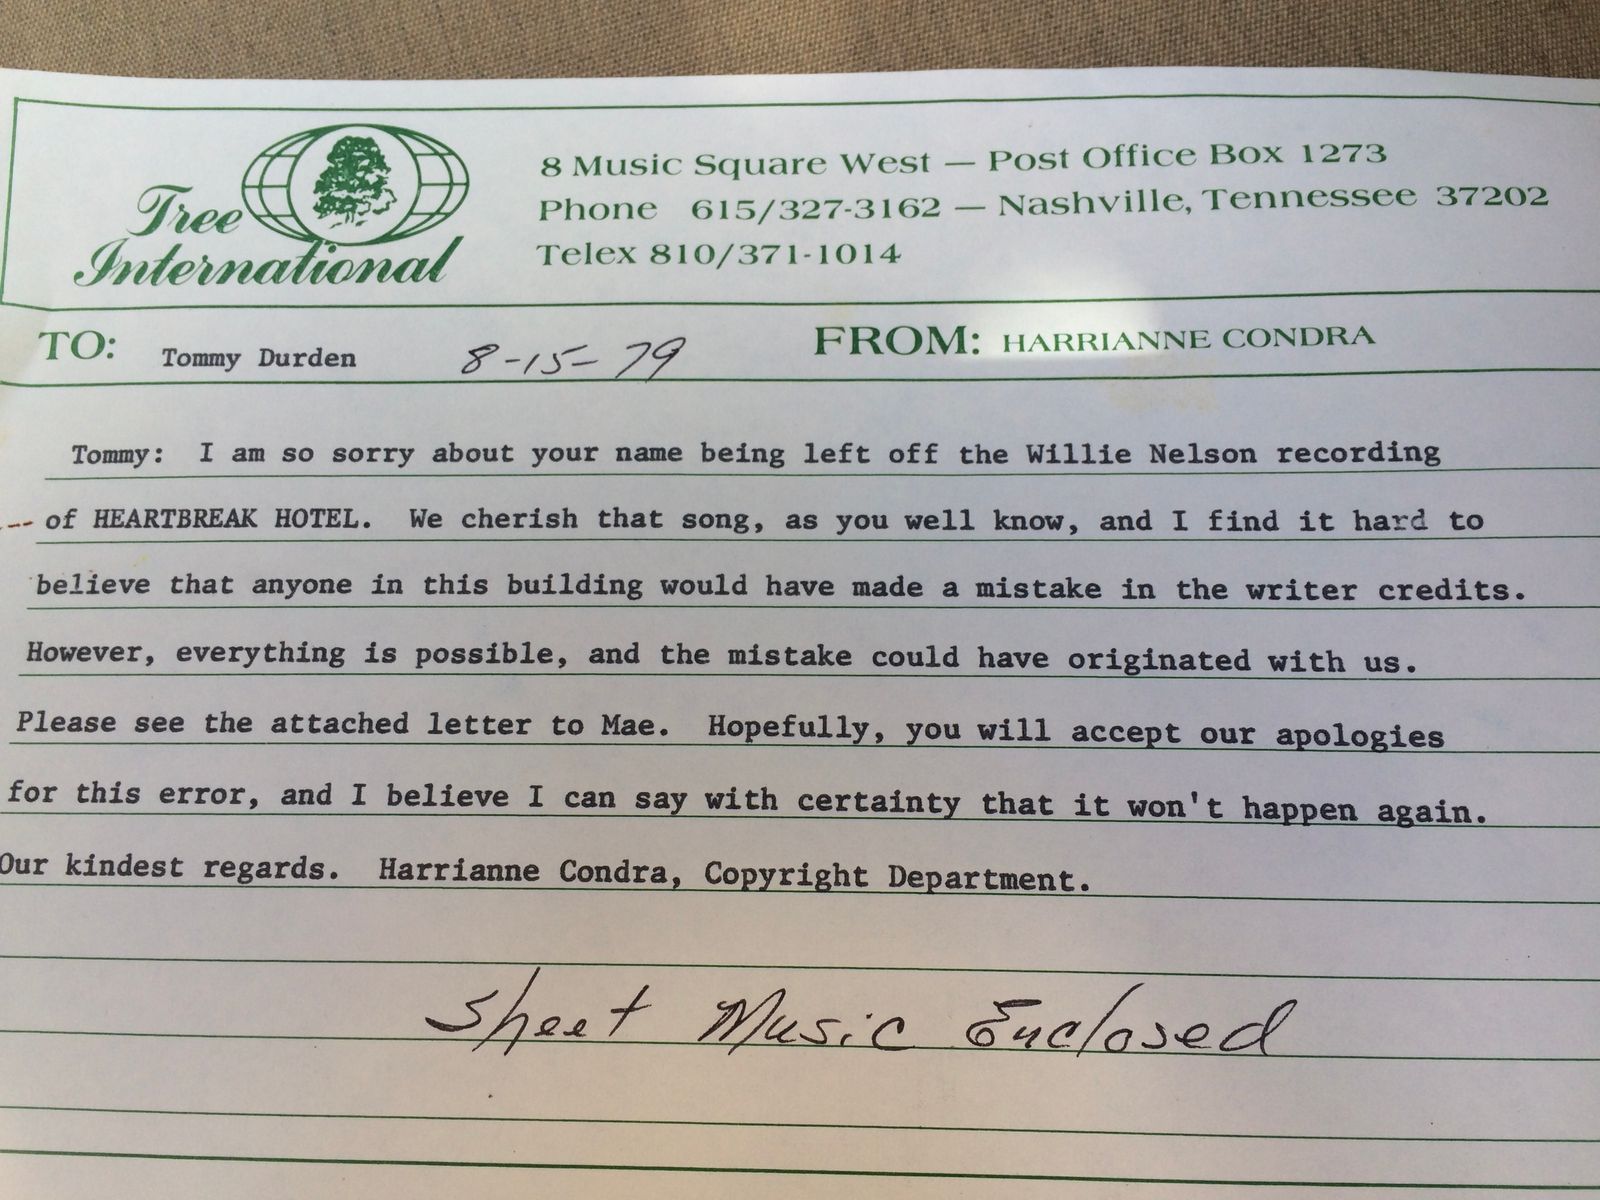 Tree
International
8 Music Square West — Post Office Box 1273
Phone 615/327-3162 — Nashville, Tennessee 37202
Telex 810/371-1014
TO: Tommy Durden 8-15-79 FROM: HARRIANNE CONDRA
Tommy: I am so sorry about your name being left off the Willie Nelson recording
of HEARTBREAK HOTEL. We cherish that song, as you well know, and I find it hard to
believe that anyone in this building would have made a mistake in the writer credits.
However, everything is possible, and the mistake could have originated with us.
Please see the attached letter to Mae. Hopefully, you will accept our apologies
for this error, and I believe I can say with certainty that it won't happen again.
Our kindest regards. Harrianne Condra, Copyright Department.
Sheet Music Enclosed